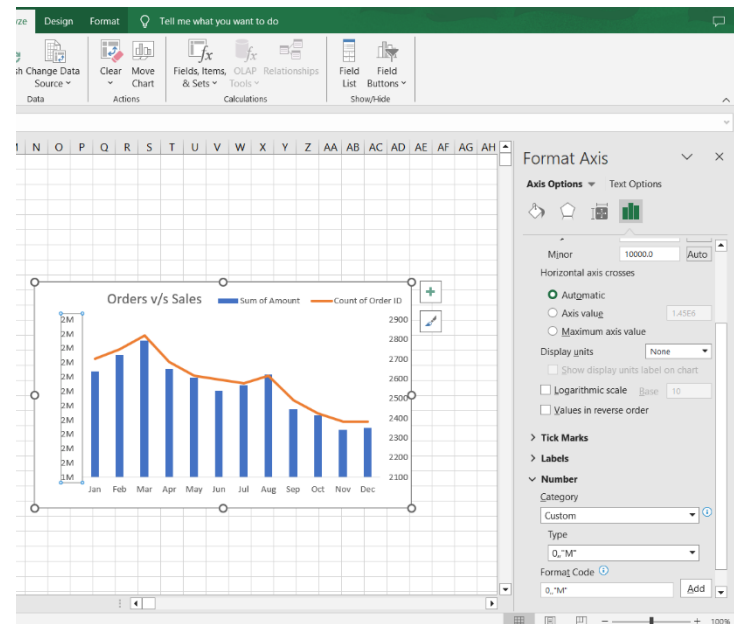 Design Format Tell me what you want to do
Change Data Source
Clear
Move Chart
Fields, Items, & Sets
OLAP Tools
Relationships
Field List
Field Buttons
Data
Actions
Calculations
Show/Hide
N O P Q R S T U V W X Y Z AA AB AC AD AE AF AG AH
Orders v/s Sales
Sum of Amount
Count of Order ID
2M
2M
2M
2M
2M
2M
2M
2M
2M
2M
2M
1M
2900
2800
2700
2600
2500
2400
2300
2200
2100
Jan Feb Mar Apr May Jun Jul Aug Sep Oct Nov Dec
Format Axis
Axis Options Text Options
Minor 10000.0 Auto
Horizontal axis crosses
Automatic
Axis value 1.45E6
Maximum axis value
Display units None
Show display units label on chart
Logarithmic scale Base 10
Values in reverse order
Tick Marks
Labels
Number
Category
Custom
Type
0,,"M"
Format Code
0,,"M"
Add
100%